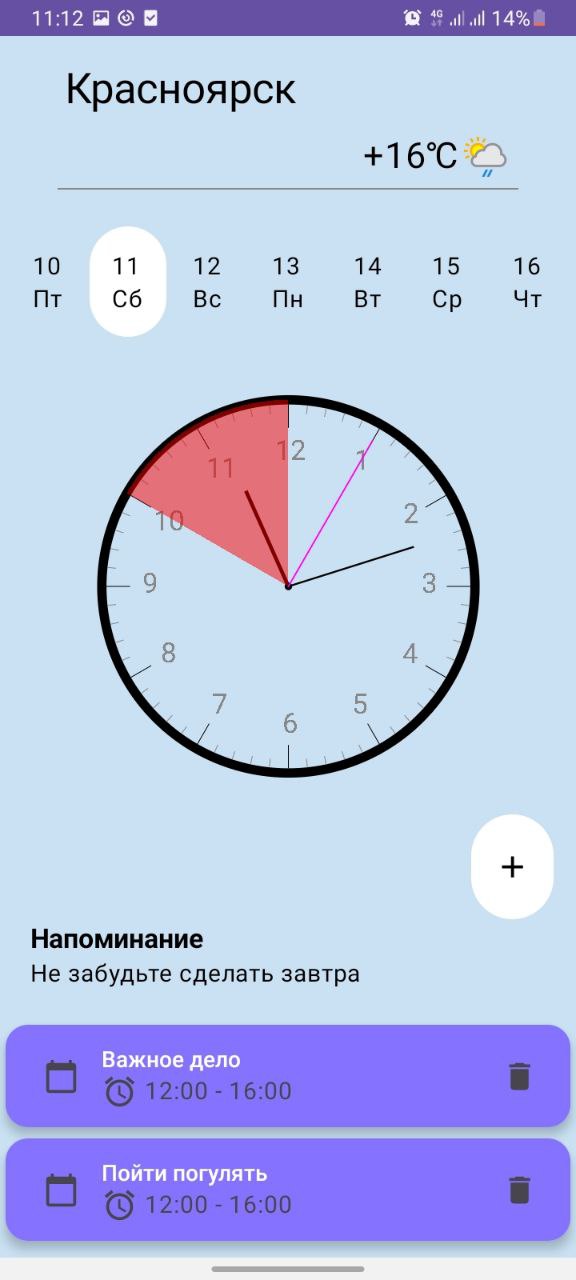 11:12
4G
14%
Красноярск
+16℃
10 11 12 13 14 15 16
Пт Сб Вс Пн Вт Ср Чт
12
11
1
10
2
9
3
8
4
7
5
6
+
Напоминание
Не забудьте сделать завтра
Важное дело
12:00 - 16:00
Пойти погулять
12:00 - 16:00